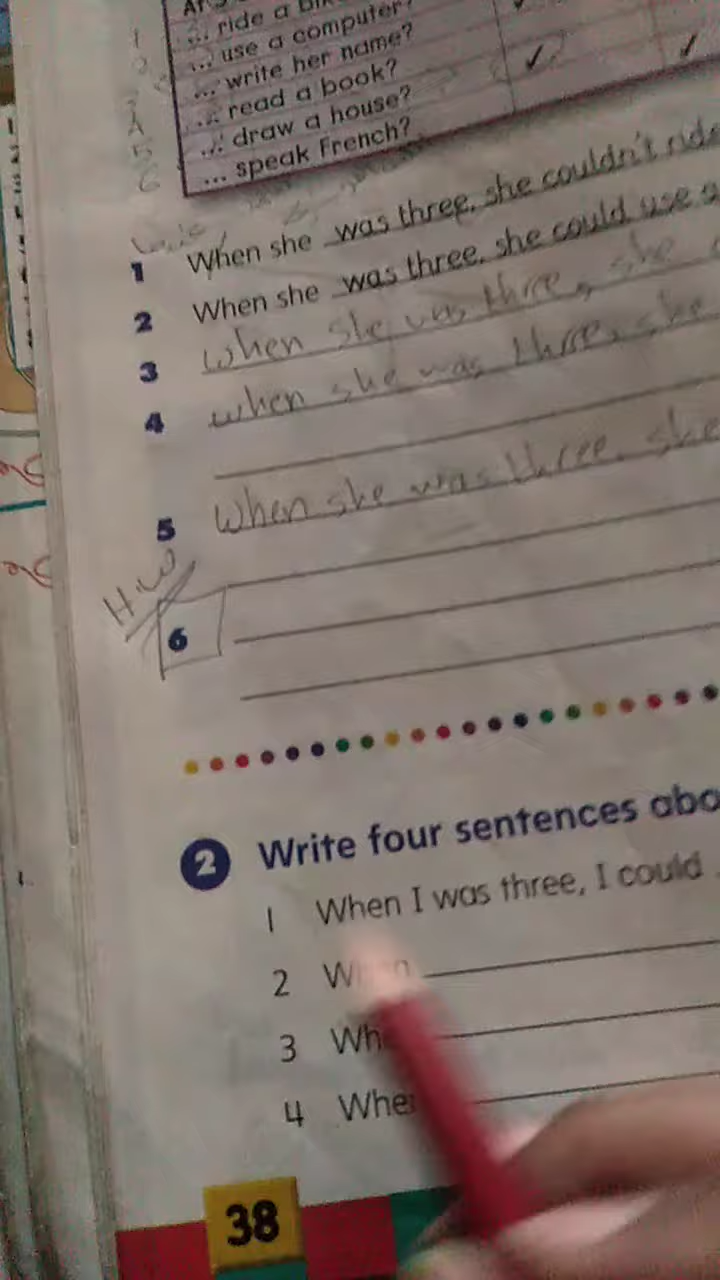 ... ride a
... use a computer?
... write her name?
... read a book?
... draw a house?
... speak French?
1 When she was three, she couldn't ride
2 When she was three, she could use a
3 when she was three, she
4 when she was three, she
5 When she was three, she
H.W
6
2 Write four sentences abo
1 When I was three, I could
2 W
3 Wh
4 Whe
38